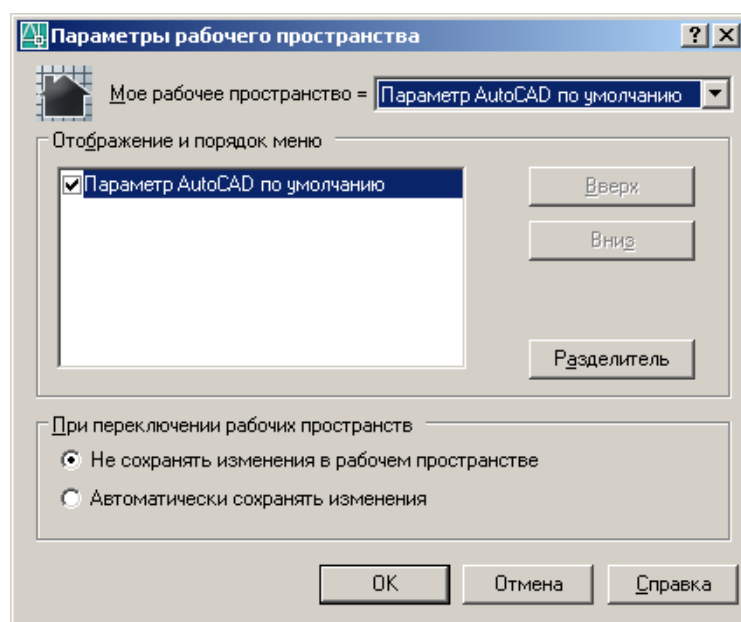 Параметры рабочего пространства
Мое рабочее пространство = Параметр AutoCAD по умолчанию
Отображение и порядок меню
Параметр AutoCAD по умолчанию
Вверх
Вниз
Разделитель
При переключении рабочих пространств
Не сохранять изменения в рабочем пространстве
Автоматически сохранять изменения
OK Отмена Справка